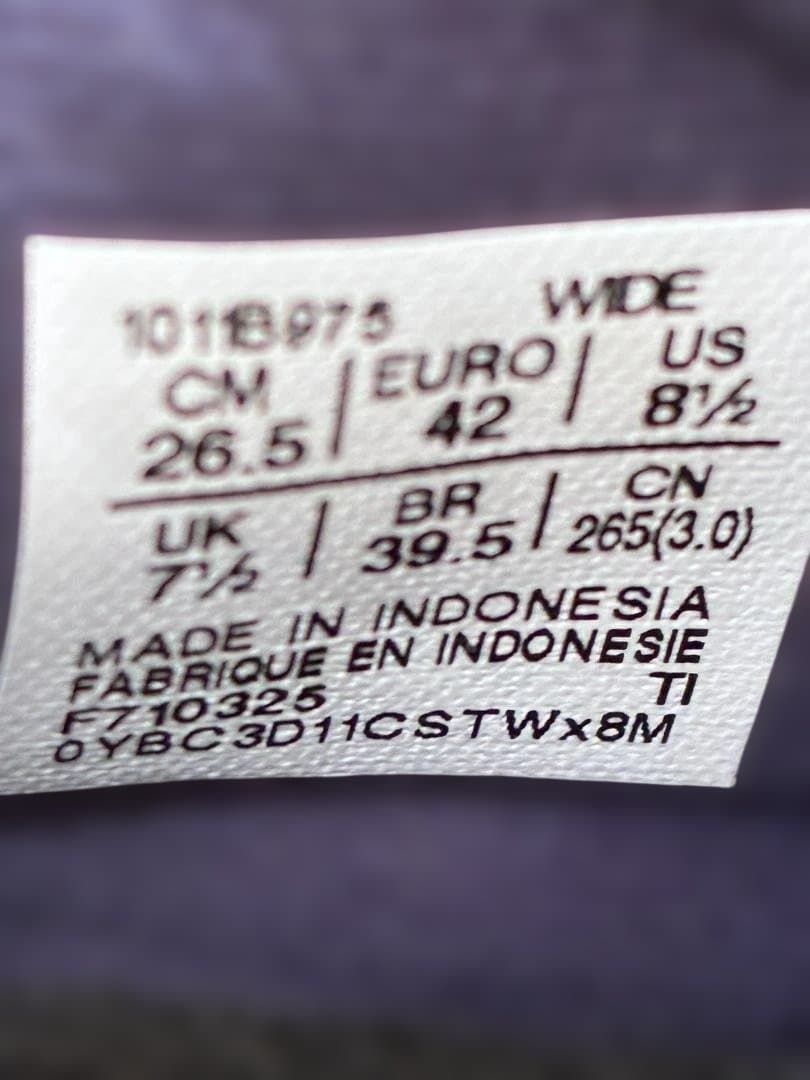 1011B975 WIDE
CM | EURO | US
26.5 | 42 | 8½
UK | BR | CN
7½ | 39.5 | 265(3.0)
MADE IN INDONESIA
FABRIQUE EN INDONESIE
F710325 TI
0YBC3D11CSTWx8M